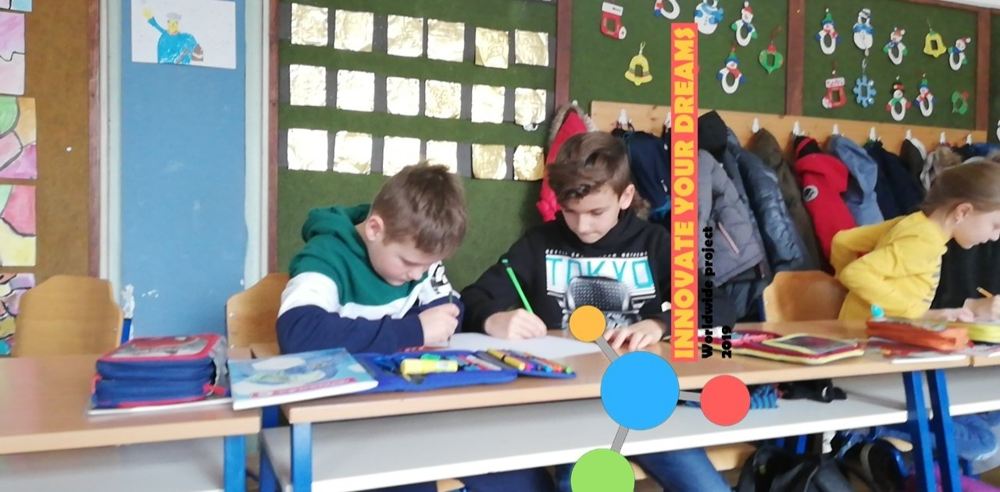 INNOVATE YOUR DREAMS
Worldwide project
2019
TOKYO